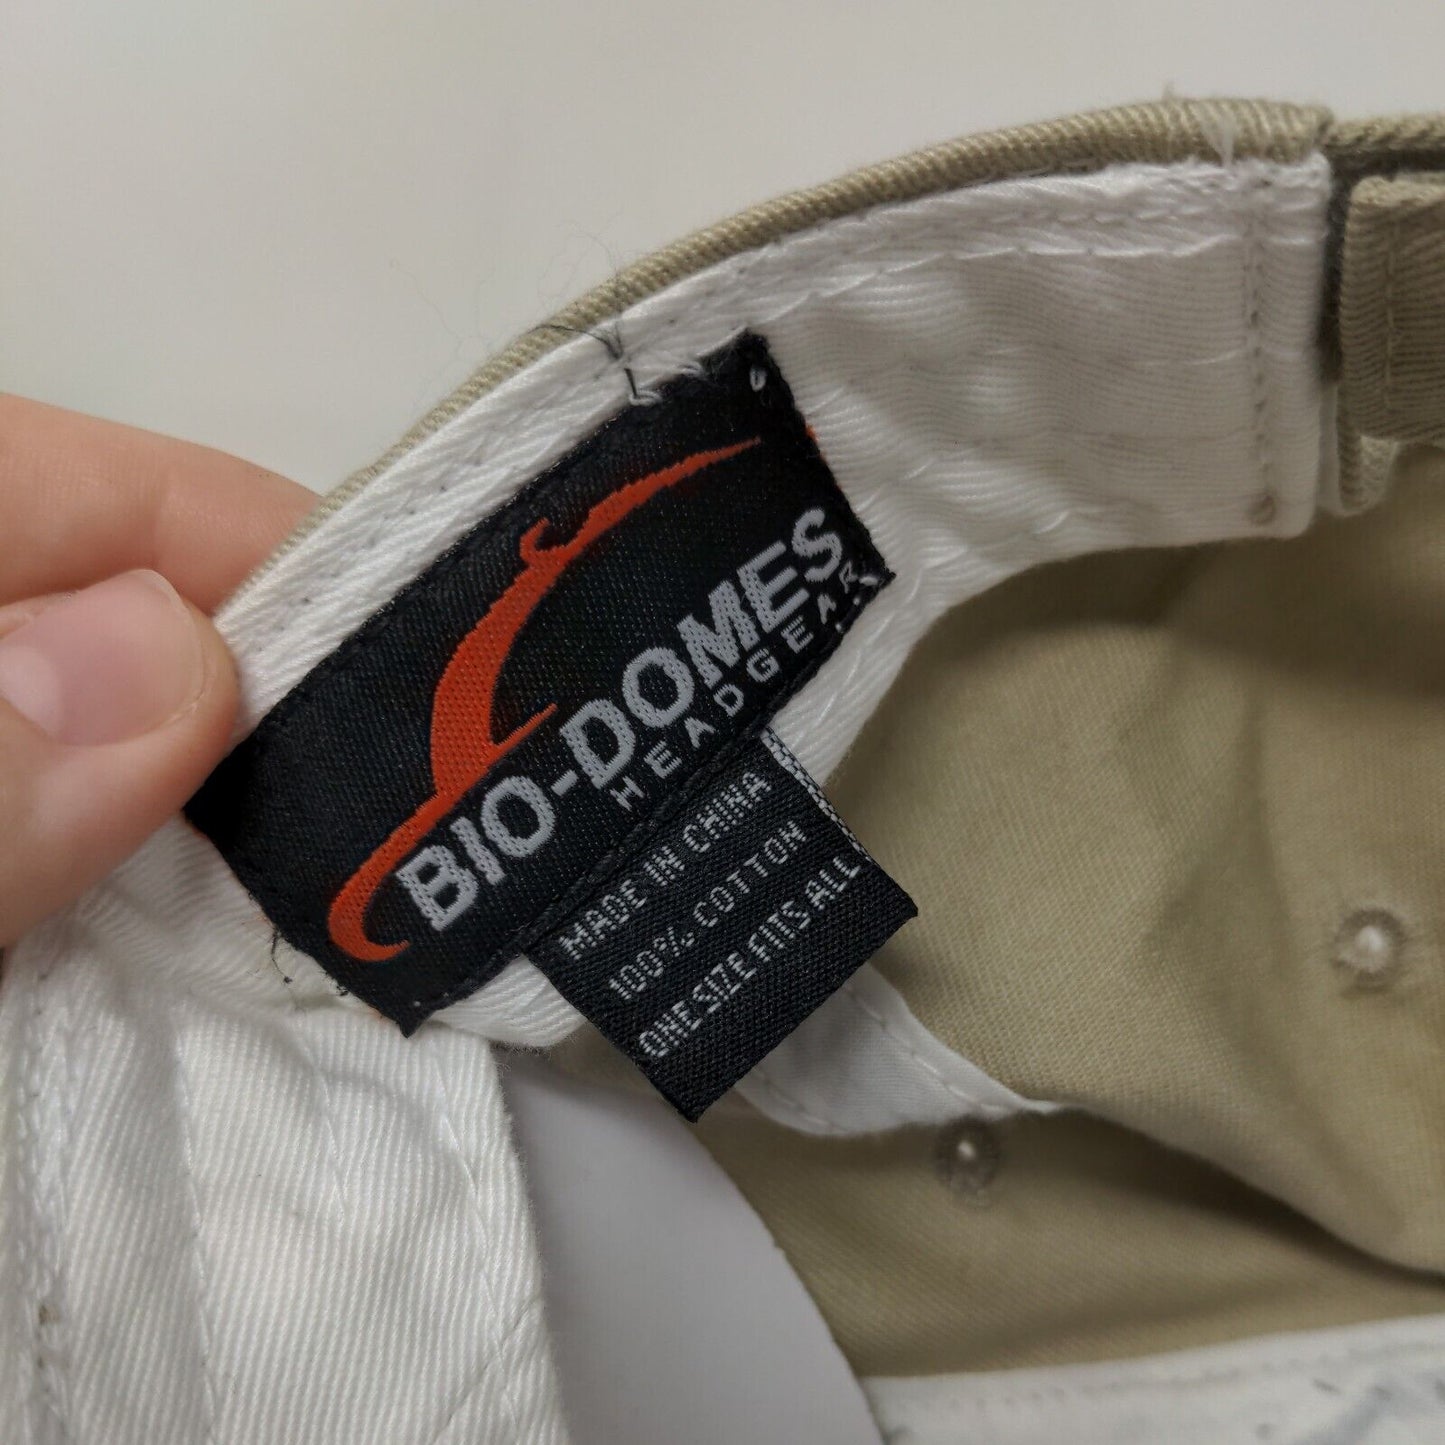 BIO-DOMES
HEADGEAR
MADE IN CHINA
100% COTTON
ONE SIZE FITS ALL